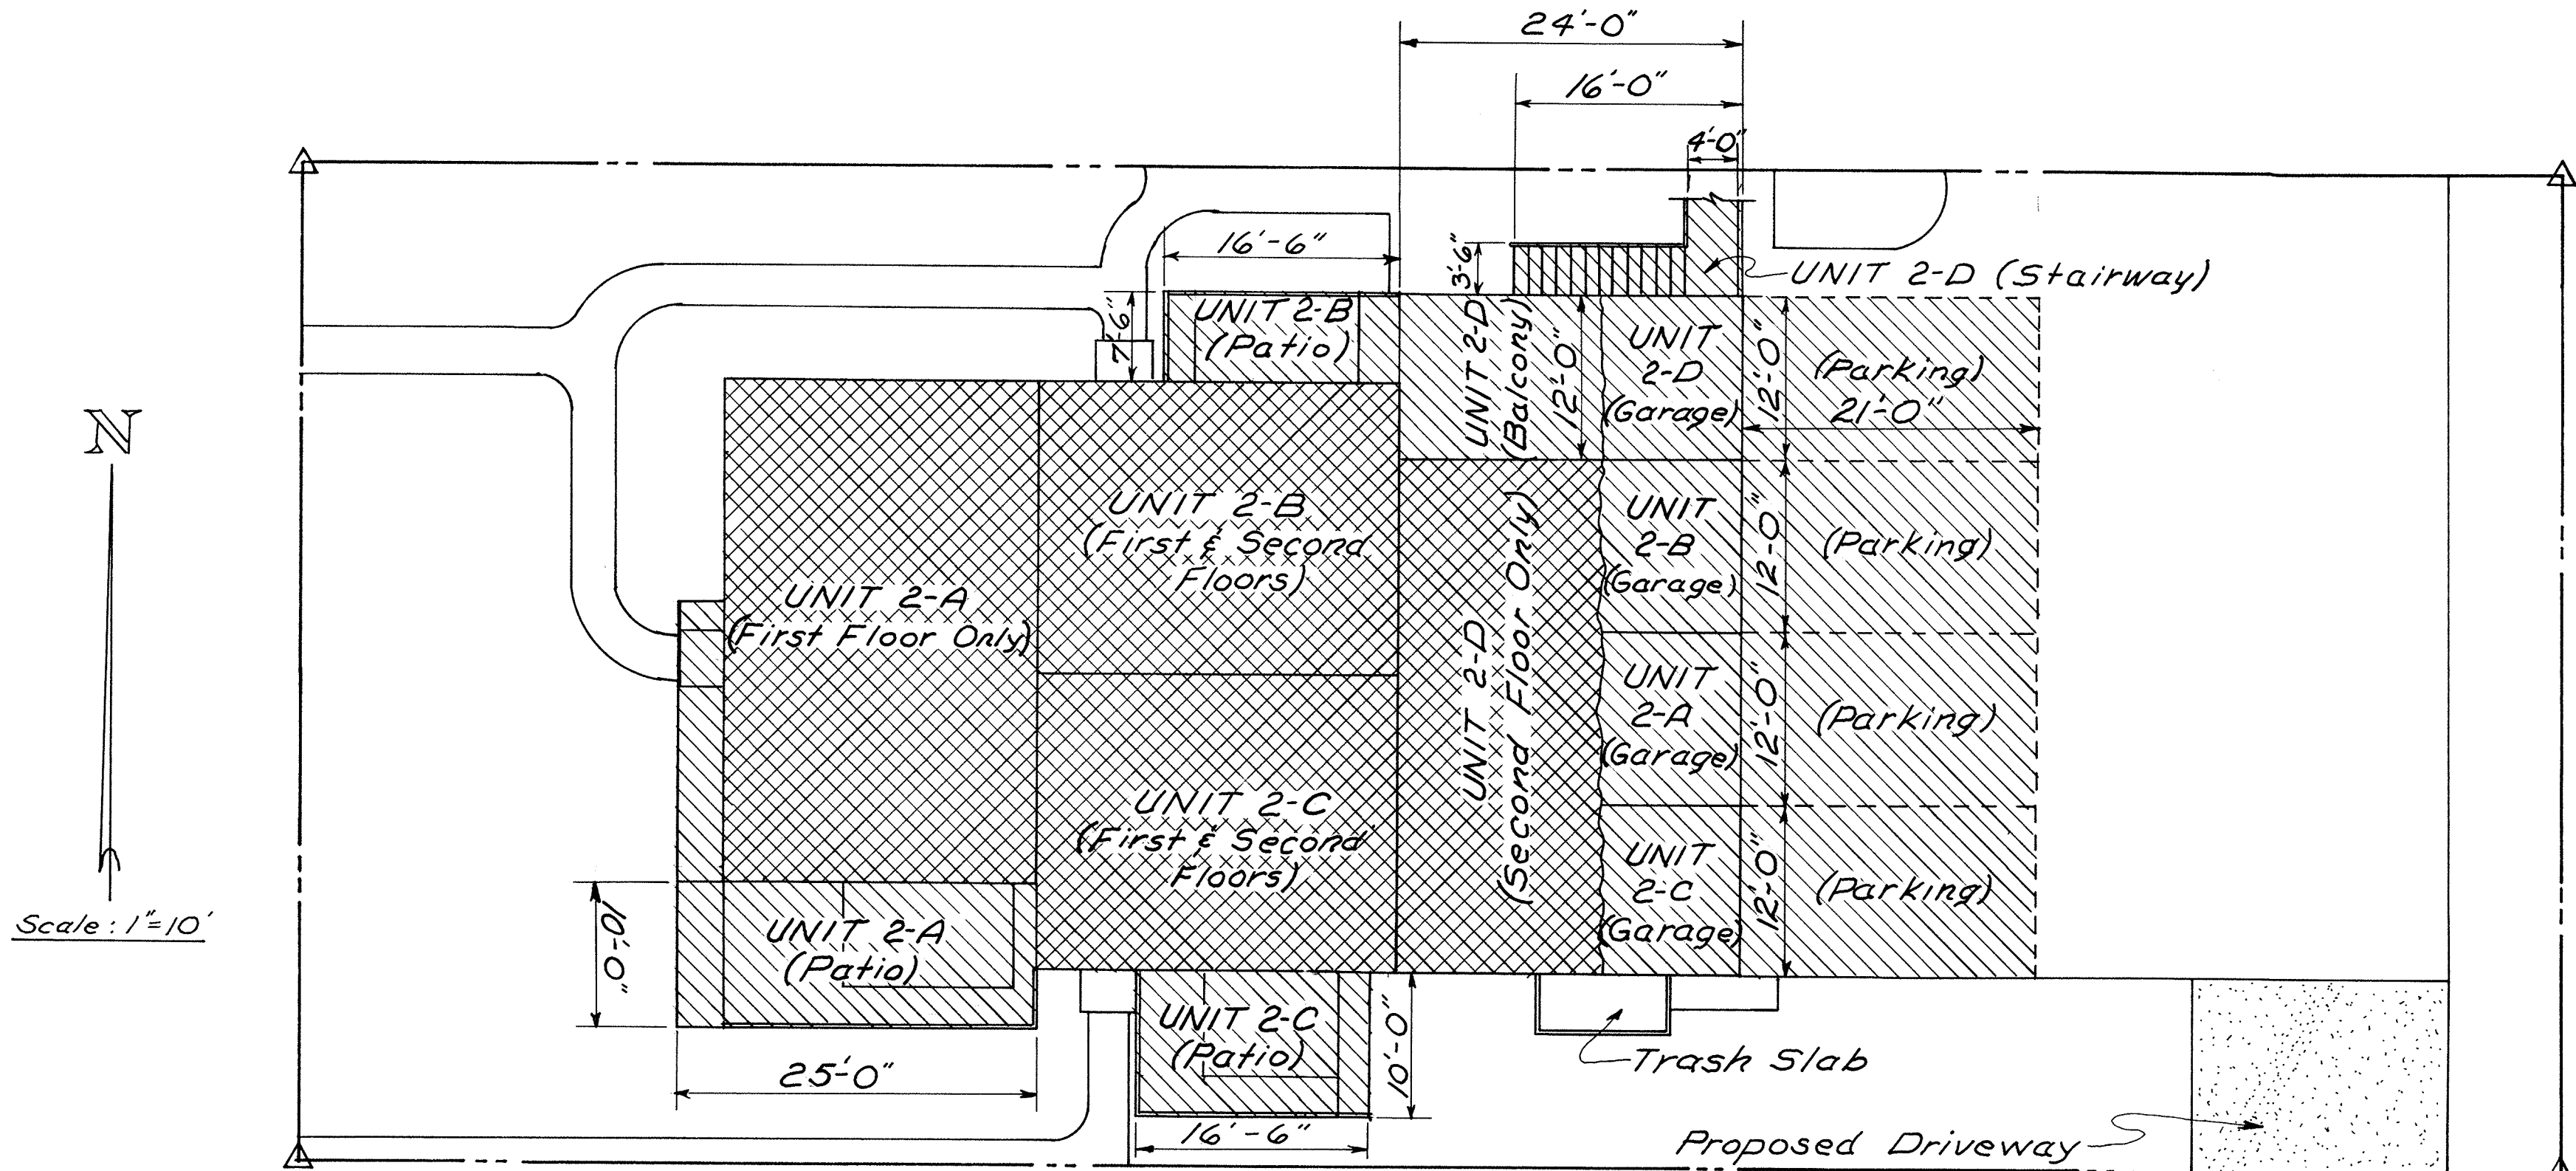 24'-0"
16'-0"
4'-0"
16'-6"
3'-6"
UNIT 2-D (Stairway)
7'-6"
UNIT 2-B
(Patio)
UNIT 2-D
(Balcony)
12'-0"
UNIT
2-D
(Garage)
12'-0"
(Parking)
21'-0"
N
UNIT 2-B
(First & Second
Floors)
UNIT
2-B
(Garage)
12'-0"
(Parking)
UNIT 2-A
(First Floor Only)
UNIT 2-D
(Second Floor Only)
UNIT
2-A
(Garage)
12'-0"
(Parking)
UNIT 2-C
(First & Second
Floors)
UNIT
2-C
(Garage)
12'-0"
(Parking)
Scale: 1"=10'
10'-0"
UNIT 2-A
(Patio)
UNIT 2-C
(Patio)
10'-0"
Trash Slab
25'-0"
16'-6"
Proposed Driveway